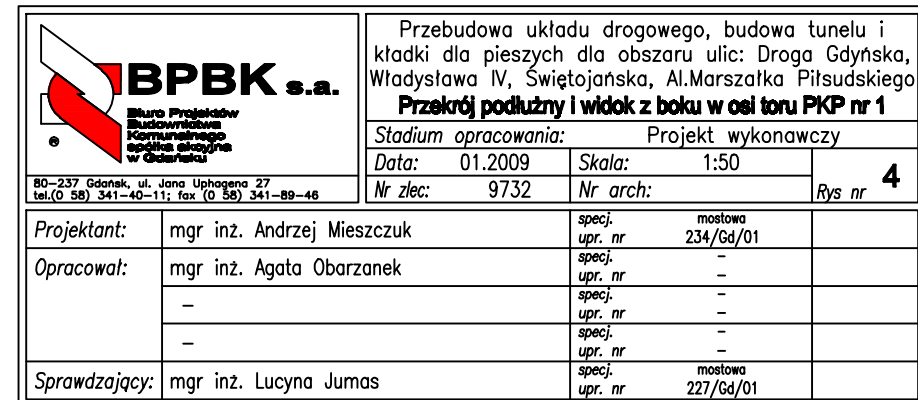 BPBK s.a.
Biuro Projektów
Budownictwa
Komunalnego
spółka akcyjna
w Gdańsku
®
80-237 Gdańsk, ul. Jana Uphagena 27
tel.(0 58) 341-40-11; fax (0 58) 341-89-46
Przebudowa układu drogowego, budowa tunelu i
kładki dla pieszych dla obszaru ulic: Droga Gdyńska,
Władysława IV, Świętojańska, Al.Marszałka Piłsudskiego
Przekrój podłużny i widok z boku w osi toru PKP nr 1
Stadium opracowania: Projekt wykonawczy
Data: 01.2009 Skala: 1:50
Nr zlec: 9732 Nr arch: Rys nr 4
Projektant: mgr inż. Andrzej Mieszczuk specj. mostowa
upr. nr 234/Gd/01
Opracował: mgr inż. Agata Obarzanek specj. -
upr. nr -
- specj. -
upr. nr -
- specj. -
upr. nr -
Sprawdzający: mgr inż. Lucyna Jumas specj. mostowa
upr. nr 227/Gd/01